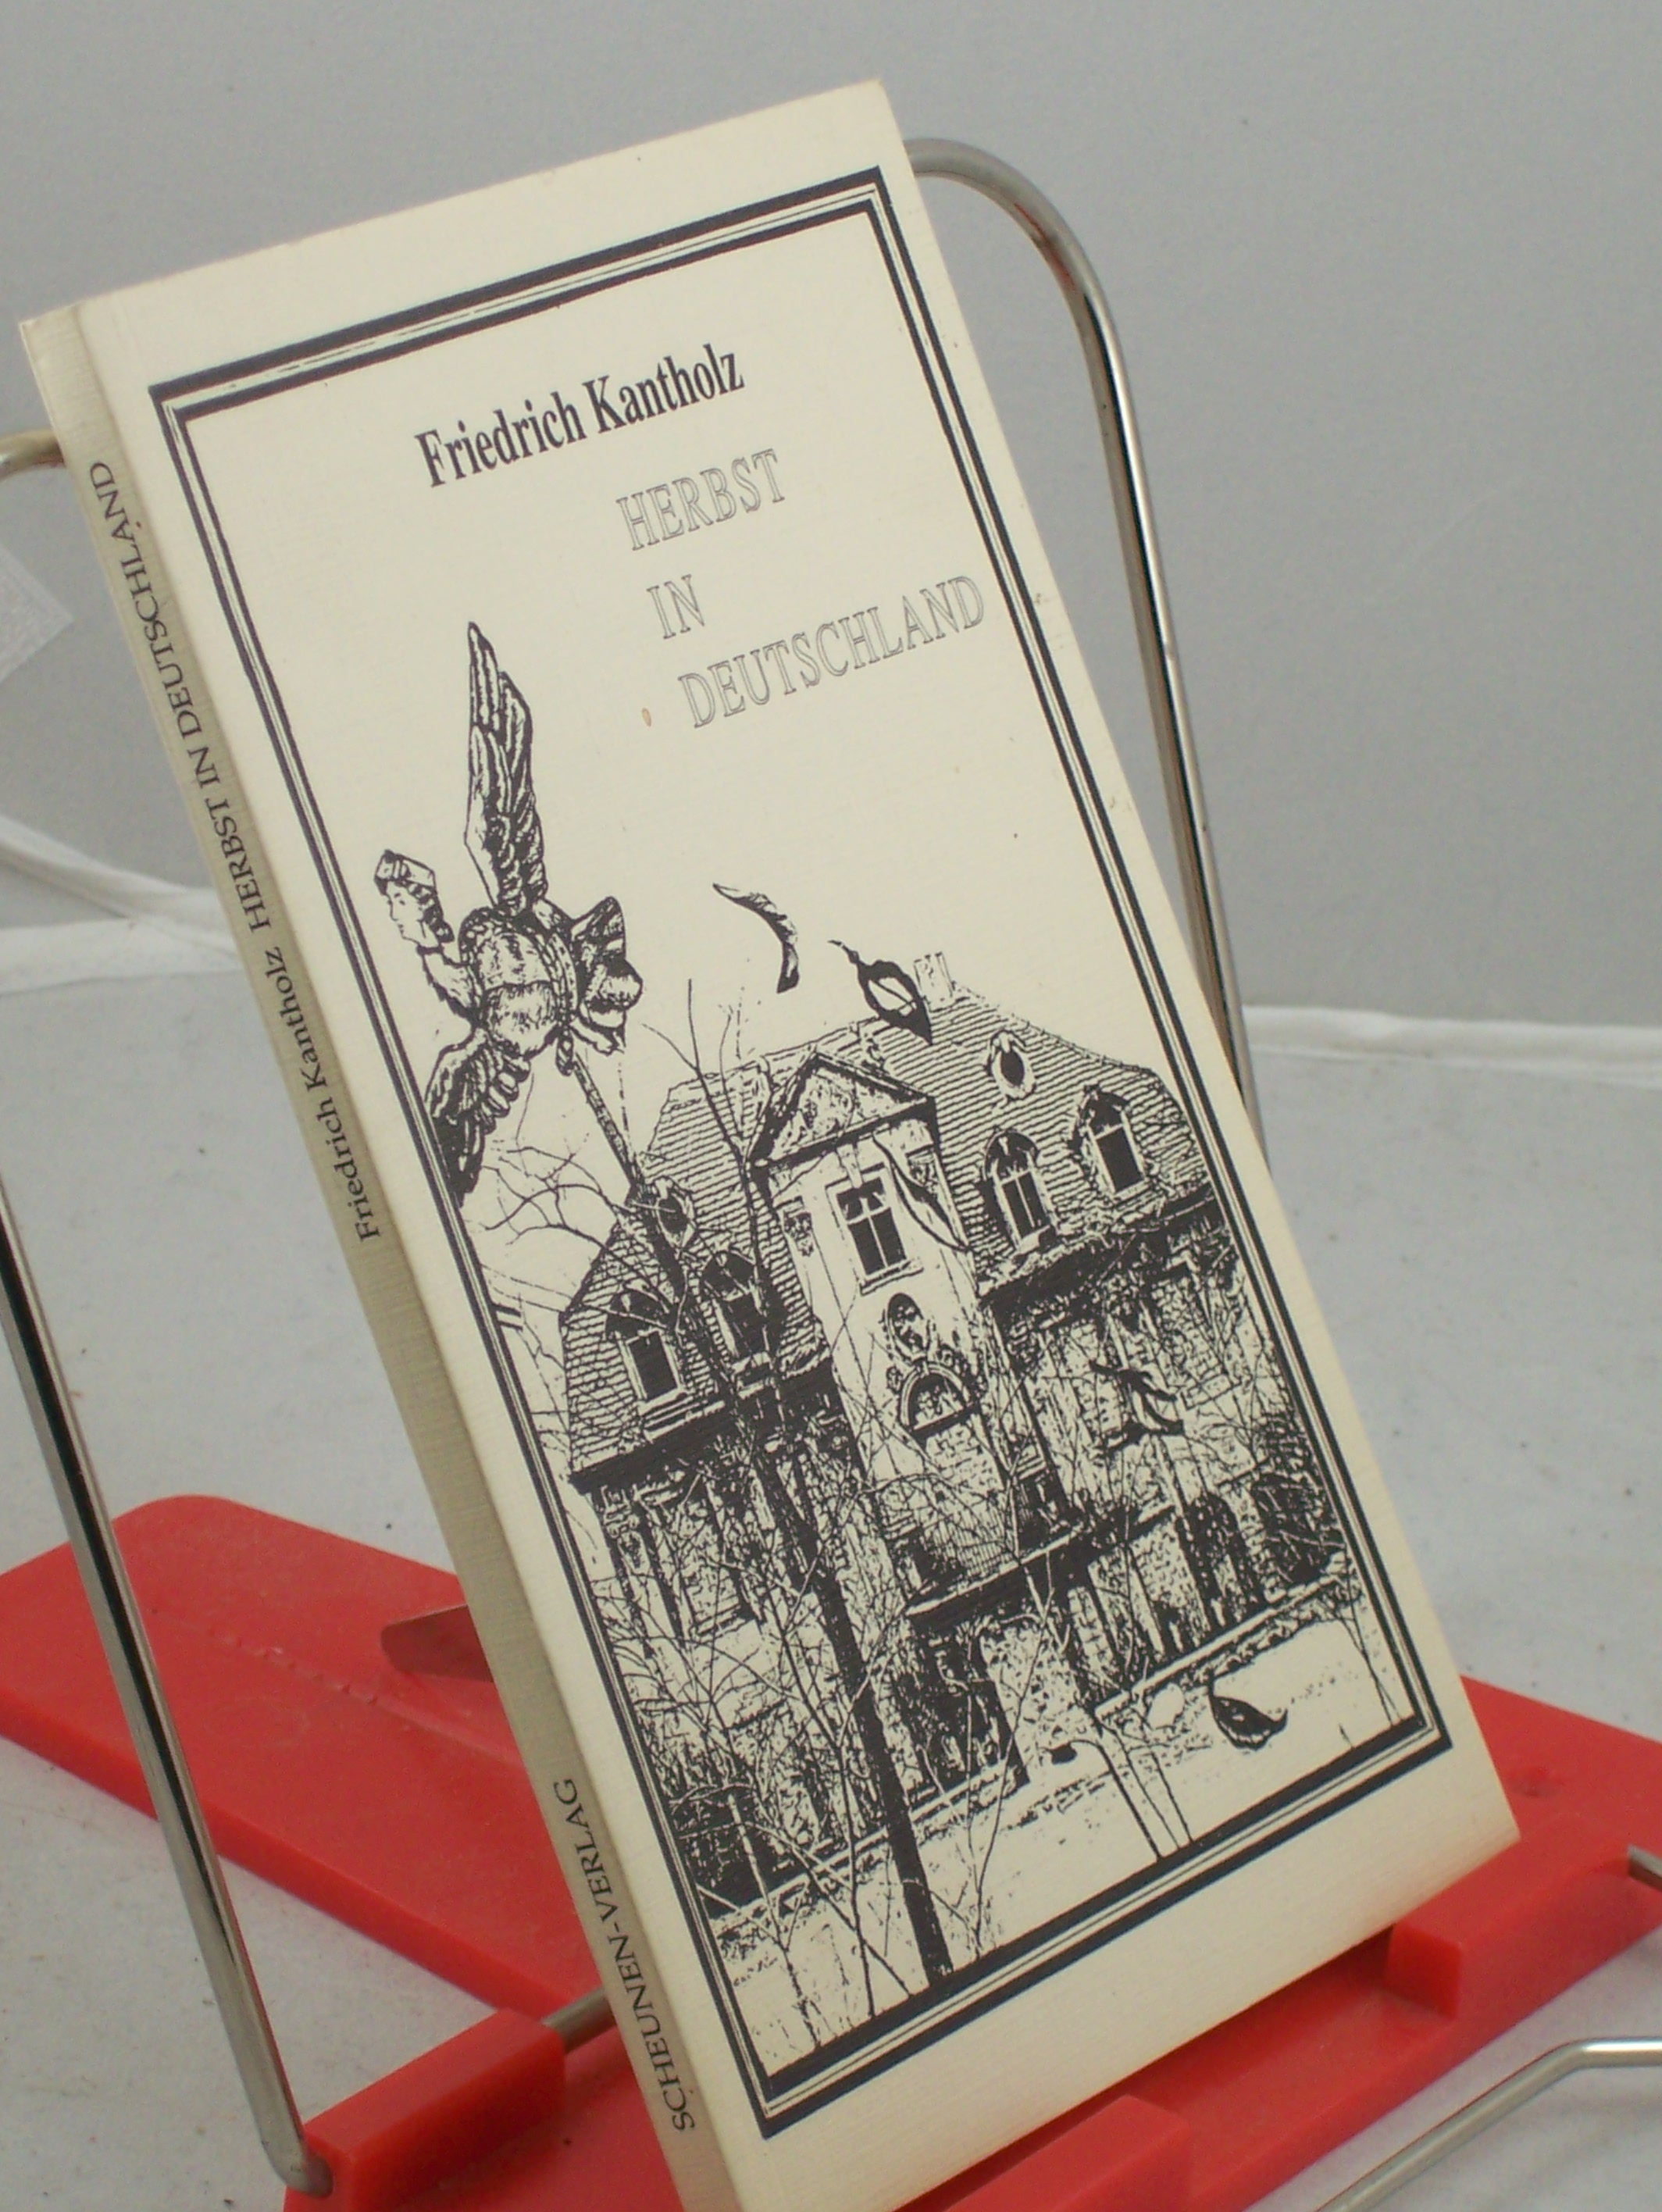 Friedrich Kantholz
HERBST
IN
DEUTSCHLAND
Friedrich Kantholz HERBST IN DEUTSCHLAND
SCHEUNEN-VERLAG